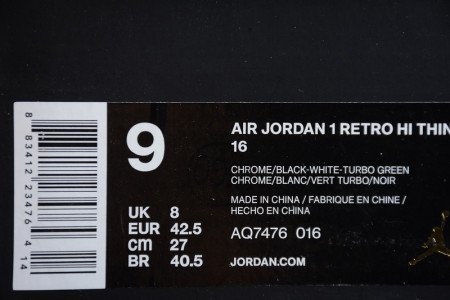 8 83412 23476 4 14
9
UK 8
EUR 42.5
CM 27
BR 40.5
AIR JORDAN 1 RETRO HI THIN
16
CHROME/BLACK-WHITE-TURBO GREEN
CHROME/BLANC/VERT TURBO/NOIR
MADE IN CHINA / FABRIQUE EN CHINE /
HECHO EN CHINA
AQ7476 016
JORDAN.COM